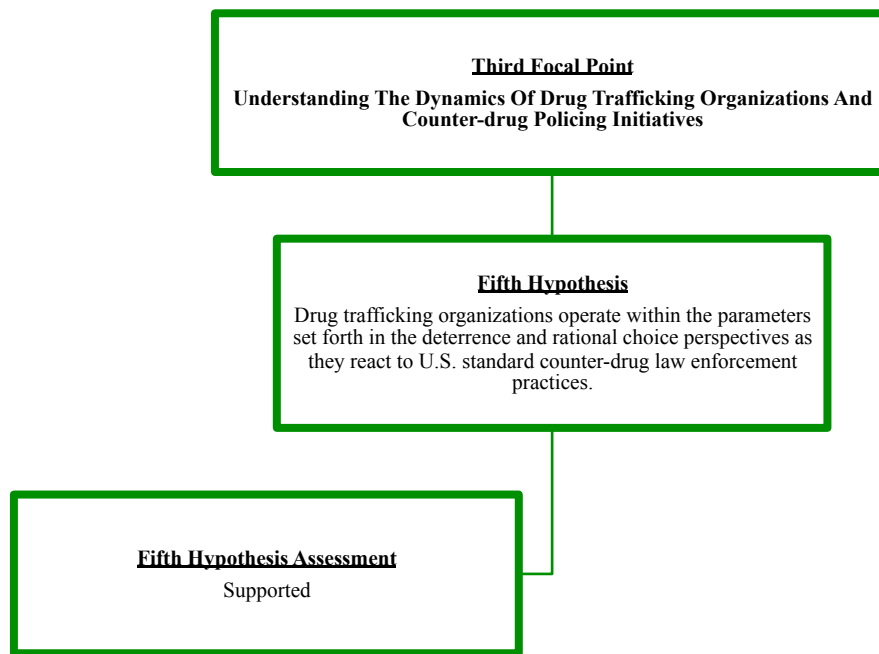 Third Focal Point
Understanding The Dynamics Of Drug Trafficking Organizations And
Counter-drug Policing Initiatives
Fifth Hypothesis
Drug trafficking organizations operate within the parameters
set forth in the deterrence and rational choice perspectives as
they react to U.S. standard counter-drug law enforcement
practices.
Fifth Hypothesis Assessment
Supported